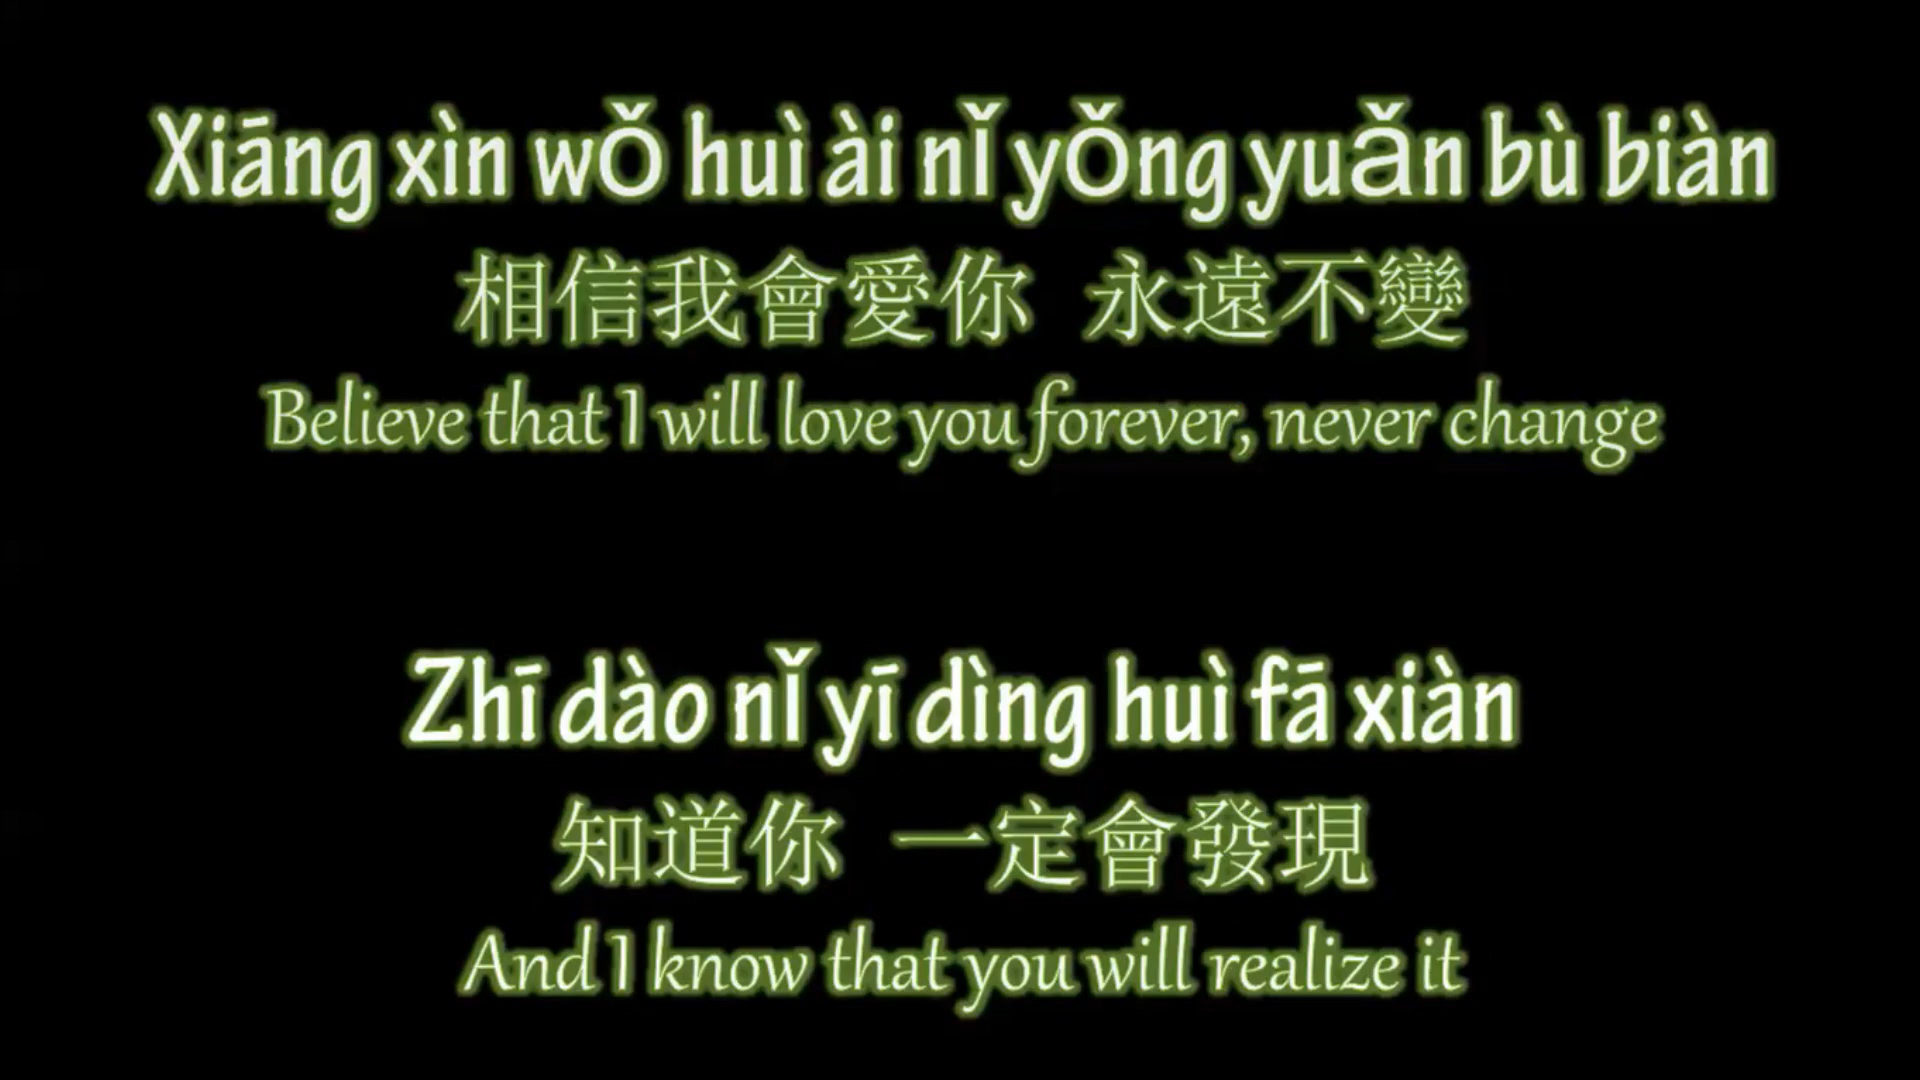 Xiāng xìn wǒ huì ài nǐ yǒng yuǎn bù biàn
相信我會愛你 永遠不變
Believe that I will love you forever, never change
Zhī dào nǐ yī dìng huì fā xiàn
知道你 一定會發現
And I know that you will realize it